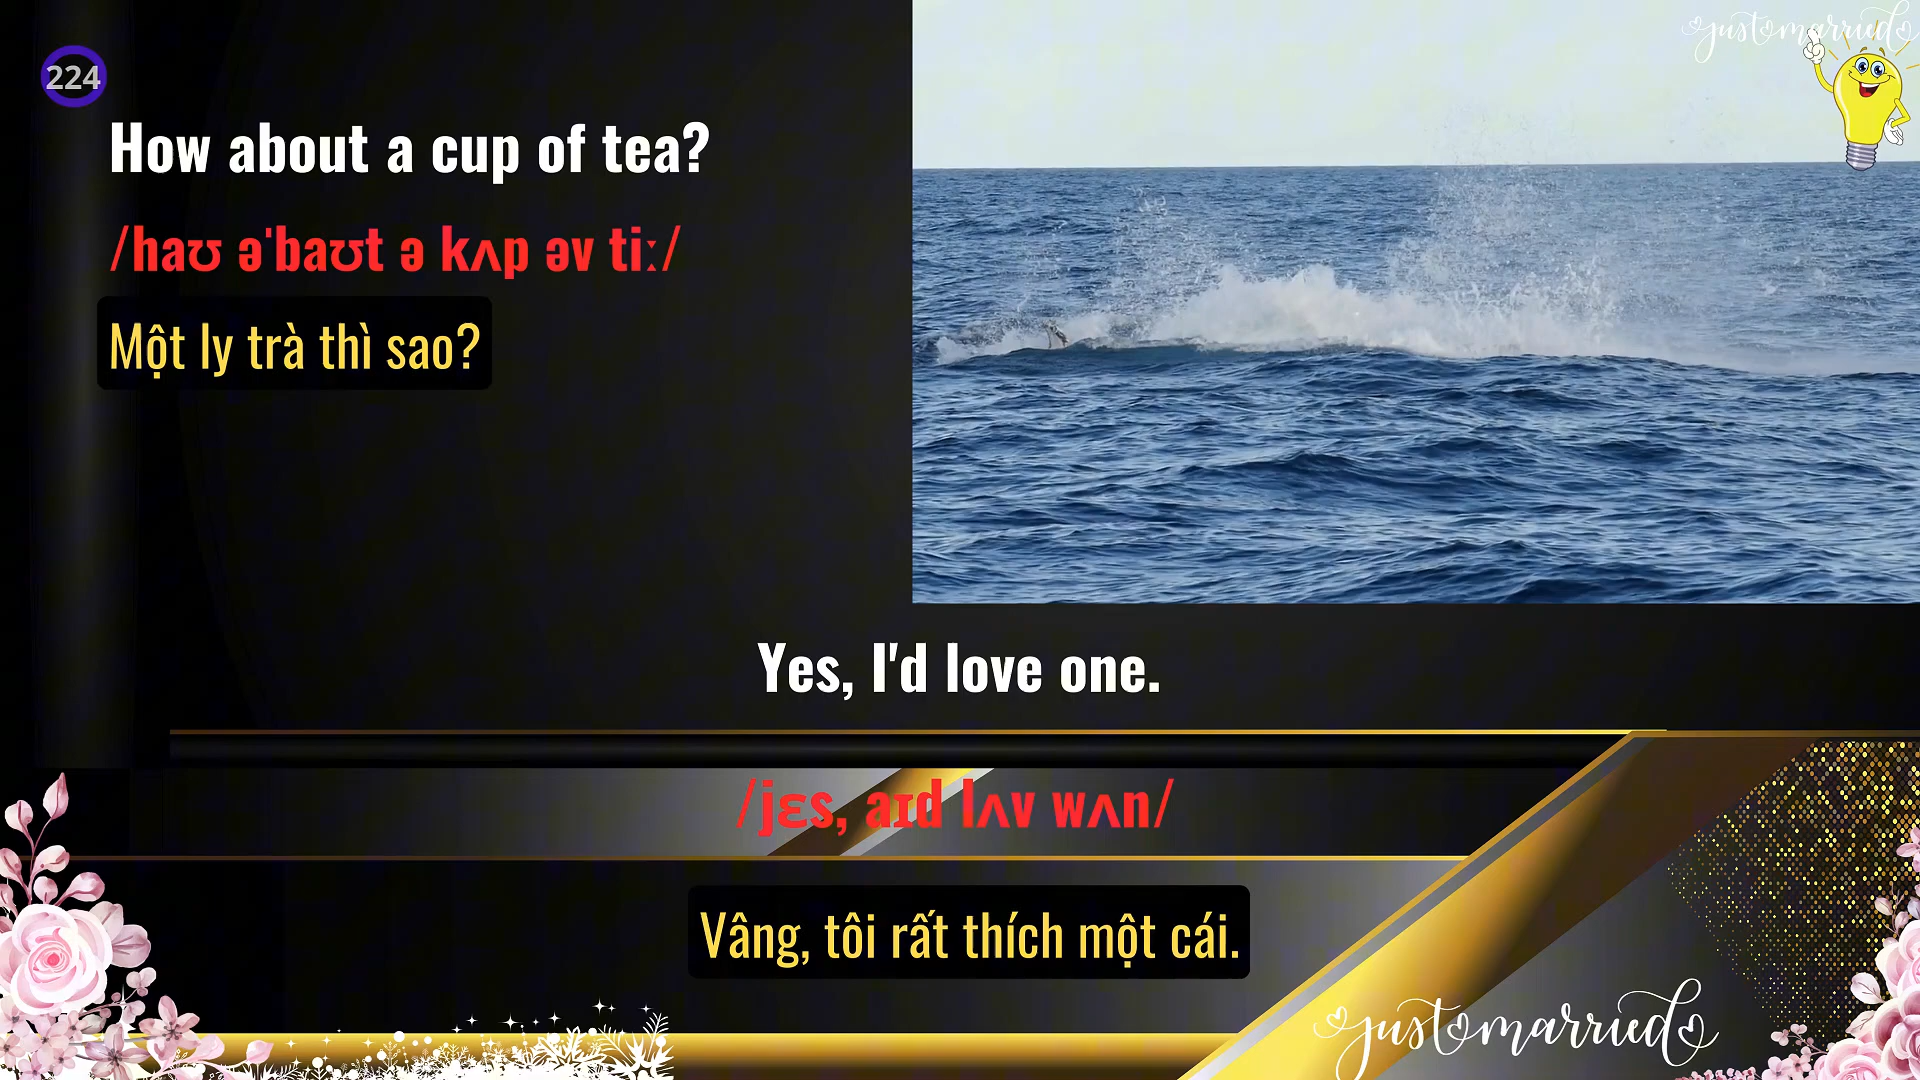 justmarried
224
How about a cup of tea?
/haʊ əˈbaʊt ə kʌp əv tiː/
Một ly trà thì sao?
Yes, I'd love one.
/jɛs, aɪd lʌv wʌn/
Vâng, tôi rất thích một cái.
justmarried